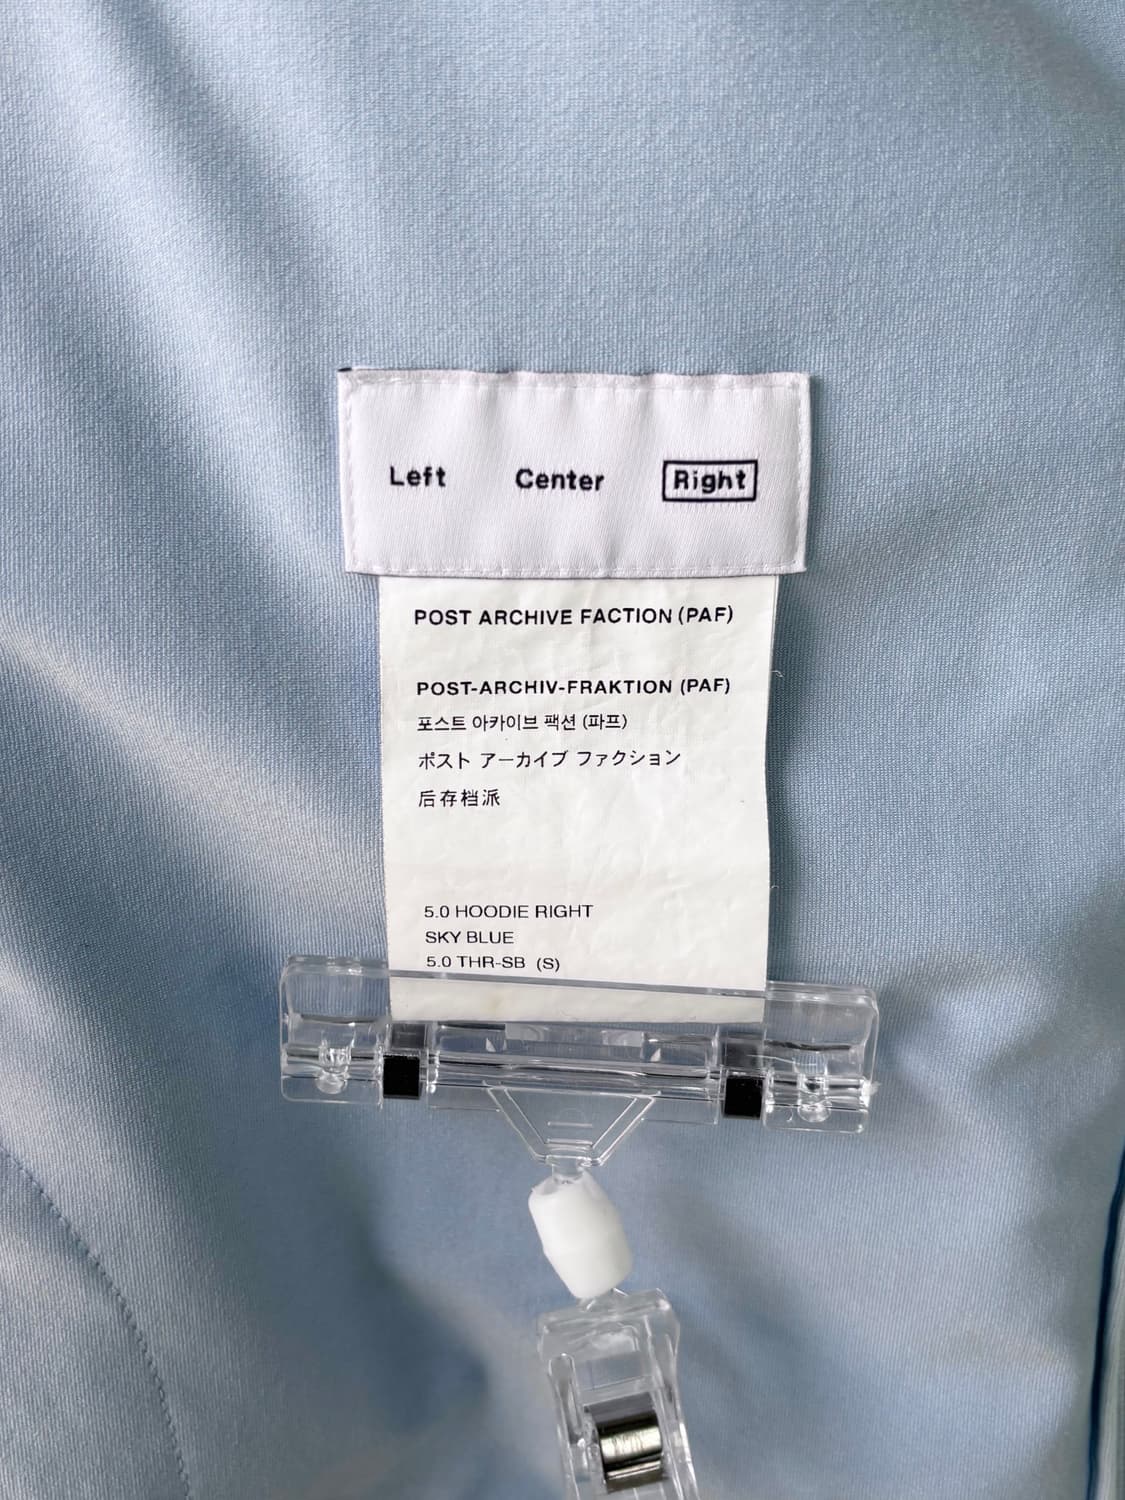 Left Center Right
POST ARCHIVE FACTION (PAF)
POST-ARCHIV-FRAKTION (PAF)
포스트 아카이브 팩션 (파프)
ポスト アーカイブ ファクション
后存档派
5.0 HOODIE RIGHT
SKY BLUE
5.0 THR-SB (S)